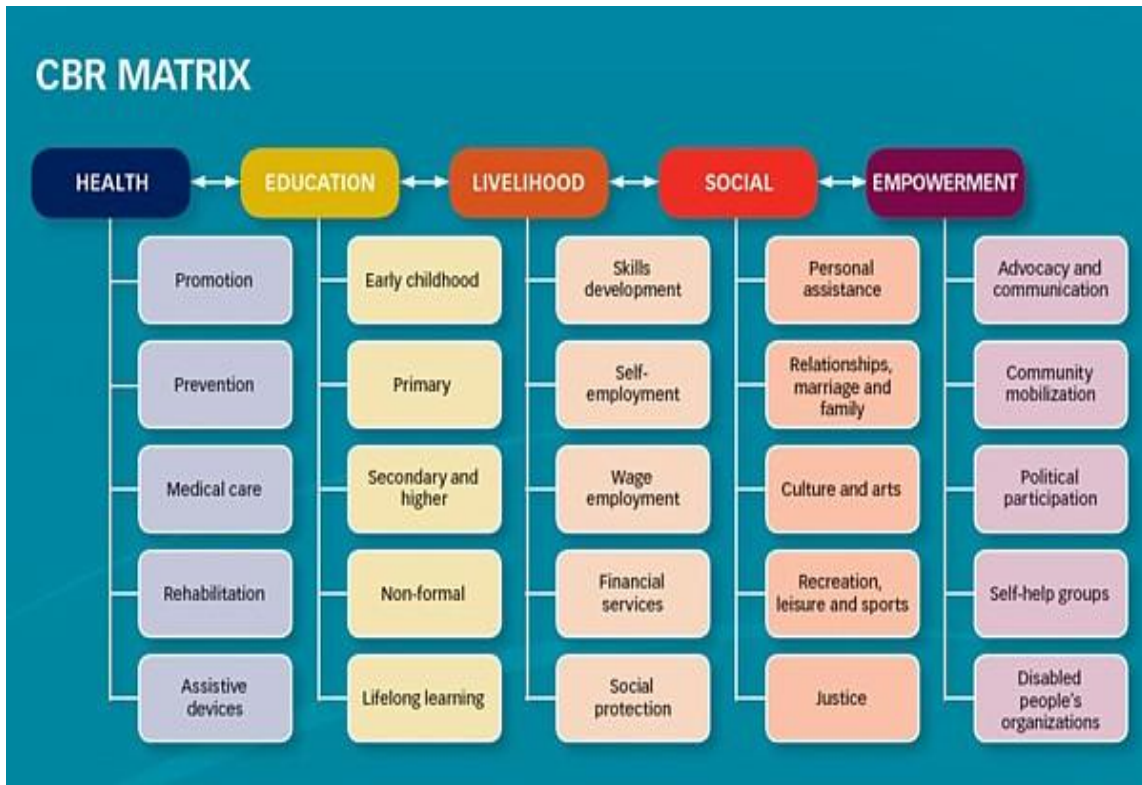 CBR MATRIX
HEALTH
EDUCATION
LIVELIHOOD
SOCIAL
EMPOWERMENT
Promotion
Prevention
Medical care
Rehabilitation
Assistive
devices
Early childhood
Primary
Secondary and
higher
Non-formal
Lifelong learning
Skills
development
Self-
employment
Wage
employment
Financial
services
Social
protection
Personal
assistance
Relationships,
marriage and
family
Culture and arts
Recreation,
leisure and sports
Justice
Advocacy and
communication
Community
mobilization
Political
participation
Self-help groups
Disabled
people's
organizations